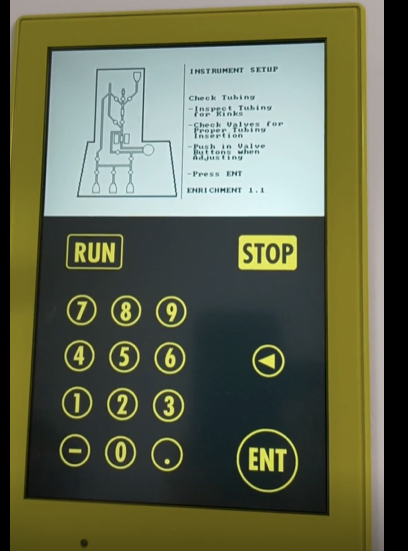 INSTRUMENT SETUP
Check Tubing
-Inspect Tubing
for Kinks
-Check Valves for
Proper Tubing
Insertion
-Push in Valve
Buttons when
Adjusting
-Press ENT
ENRICHMENT 1.1
RUN STOP
7 8 9
4 5 6
1 2 3
- 0 .
ENT